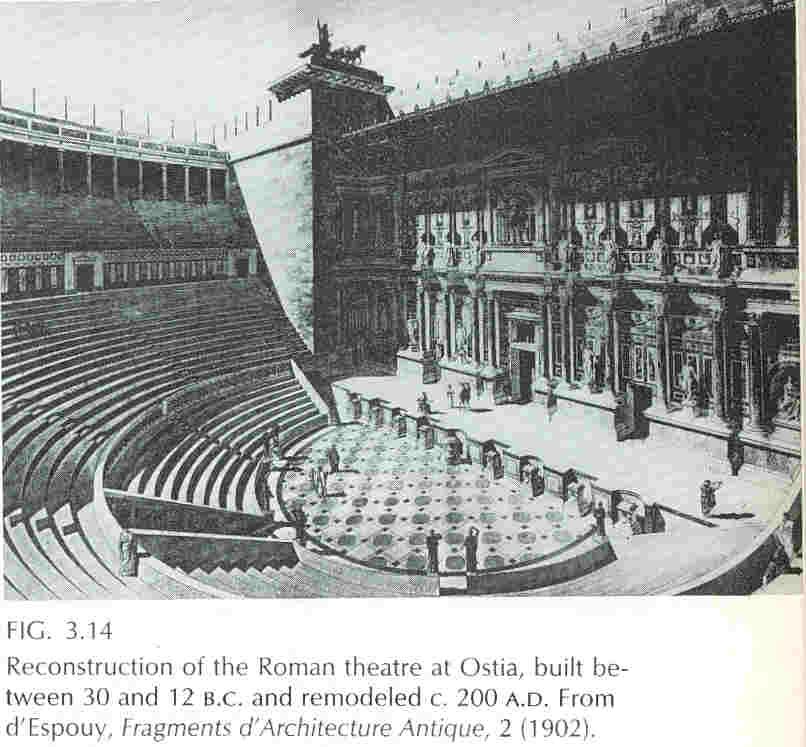 FIG. 3.14
Reconstruction of the Roman theatre at Ostia, built be-
tween 30 and 12 B.C. and remodeled c. 200 A.D. From
d'Espouy, Fragments d'Architecture Antique, 2 (1902).